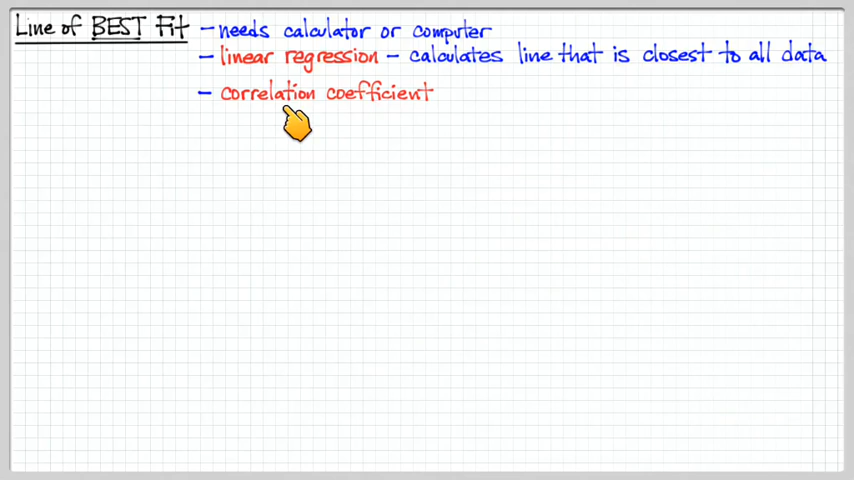 Line of BEST Fit – needs calculator or computer
– linear regression – calculates line that is closest to all data
– correlation coefficient